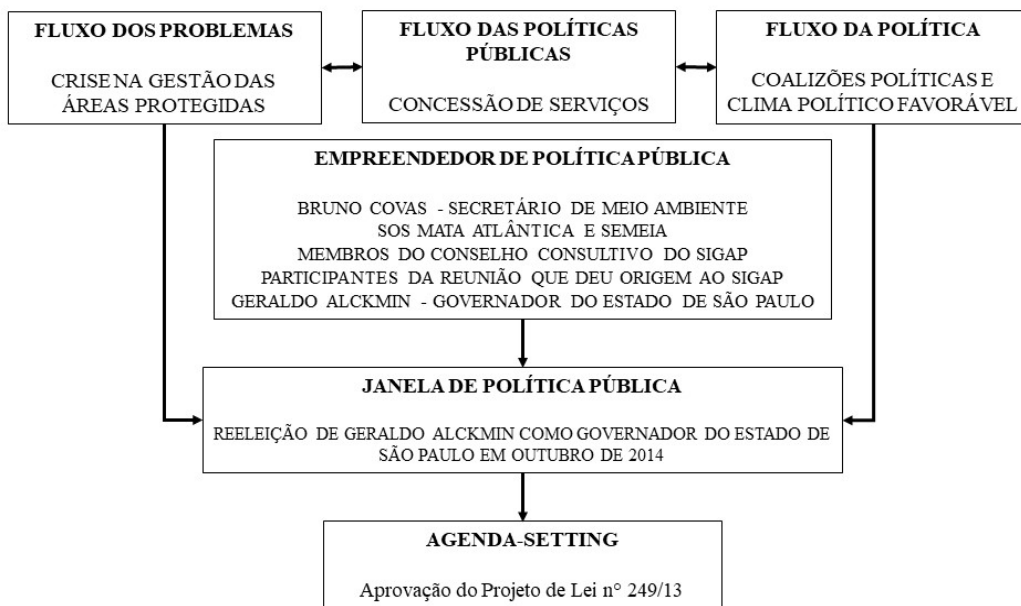 FLUXO DOS PROBLEMAS
CRISE NA GESTÃO DAS
ÁREAS PROTEGIDAS
FLUXO DAS POLÍTICAS
PÚBLICAS
CONCESSÃO DE SERVIÇOS
FLUXO DA POLÍTICA
COALIZÕES POLÍTICAS E
CLIMA POLÍTICO FAVORÁVEL
EMPREENDEDOR DE POLÍTICA PÚBLICA
BRUNO COVAS - SECRETÁRIO DE MEIO AMBIENTE
SOS MATA ATLÂNTICA E SEMEIA
MEMBROS DO CONSELHO CONSULTIVO DO SIGAP
PARTICIPANTES DA REUNIÃO QUE DEU ORIGEM AO SIGAP
GERALDO ALCKMIN - GOVERNADOR DO ESTADO DE SÃO PAULO
JANELA DE POLÍTICA PÚBLICA
REELEIÇÃO DE GERALDO ALCKMIN COMO GOVERNADOR DO ESTADO DE
SÃO PAULO EM OUTUBRO DE 2014
AGENDA-SETTING
Aprovação do Projeto de Lei n° 249/13